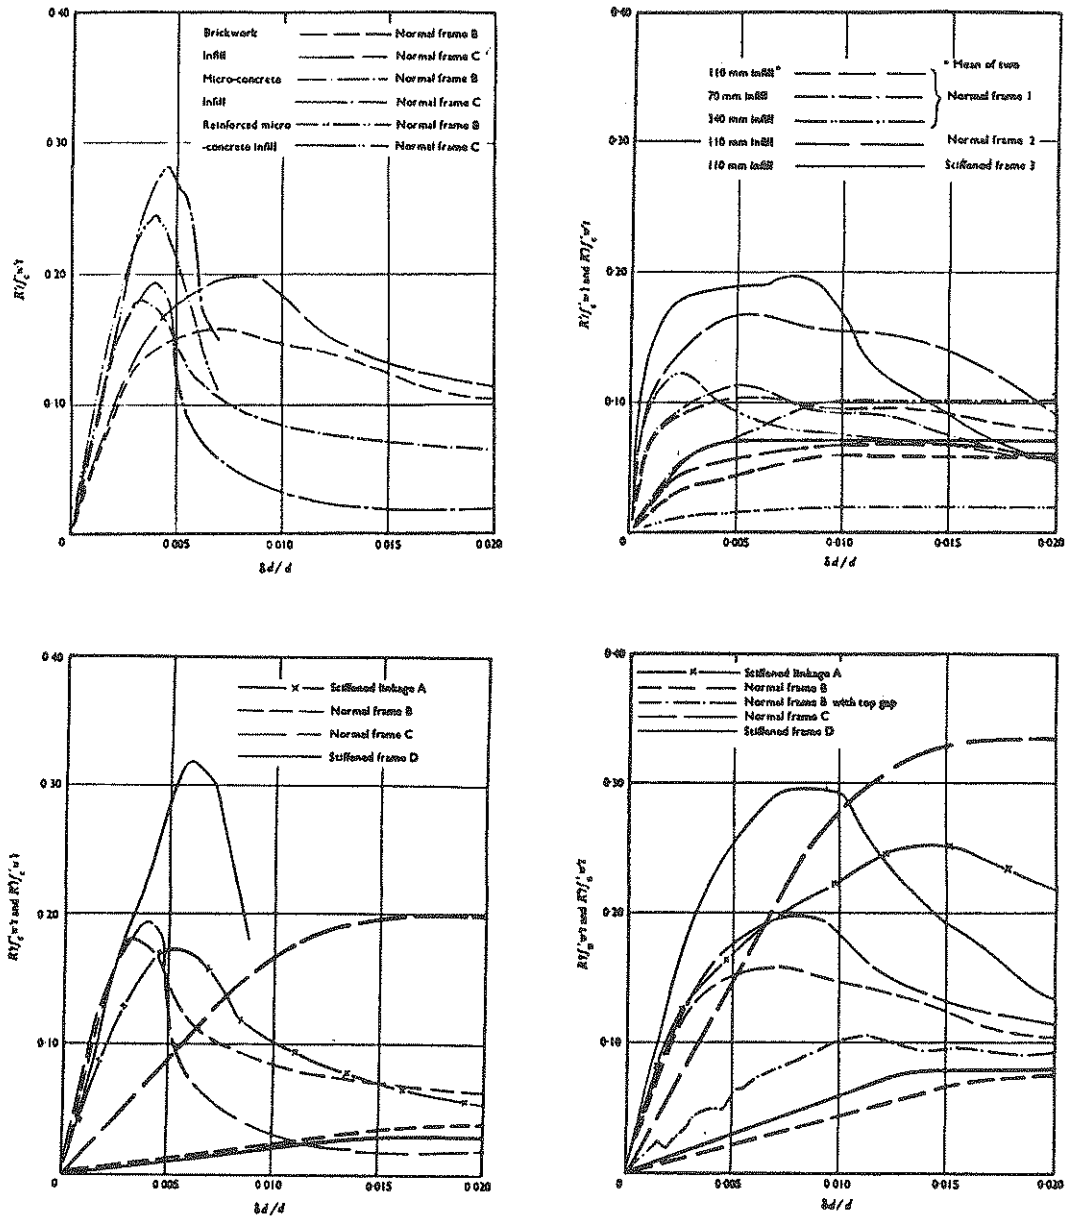 0·40
Brickwork Normal frame B
Infill Normal frame C
Micro-concrete Normal frame B
Infill Normal frame C
Reinforced micro Normal frame B
-concrete infill Normal frame C
0·30
0·20
0·10
0 0·005 0·010 0·015 0·020
δd/d
0·40
110 mm Infill* * Mean of two
70 mm Infill Normal frame 1
340 mm Infill
110 mm Infill Normal frame 2
110 mm Infill Stiffened frame 3
0·30
and
0·20
0·10
0 0·005 0·010 0·015 0·020
δd/d
0·40
Stiffened linkage A
Normal frame B
Normal frame C
Stiffened frame D
0·30
and
0·20
0·10
0 0·005 0·010 0·015 0·020
δd/d
0·40
Stiffened linkage A
Normal frame B
Normal frame B with top gap
Normal frame C
Stiffened frame D
0·30
and
0·20
0·10
0 0·005 0·010 0·015 0·020
δd/d